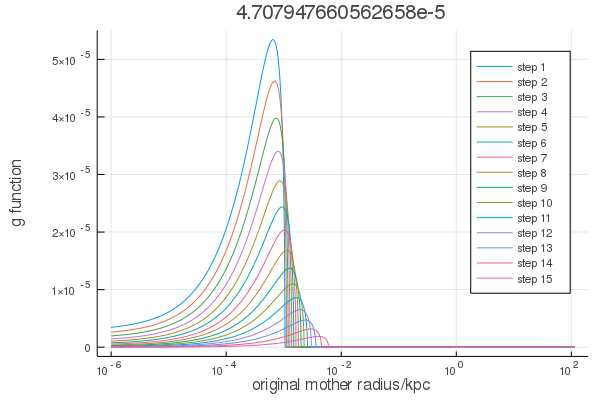 4.707947660562658e-5
g function
5×10⁻⁵
4×10⁻⁵
3×10⁻⁵
2×10⁻⁵
1×10⁻⁵
0
10⁻⁶
10⁻⁴
10⁻²
10⁰
10²
original mother radius/kpc
step 1
step 2
step 3
step 4
step 5
step 6
step 7
step 8
step 9
step 10
step 11
step 12
step 13
step 14
step 15